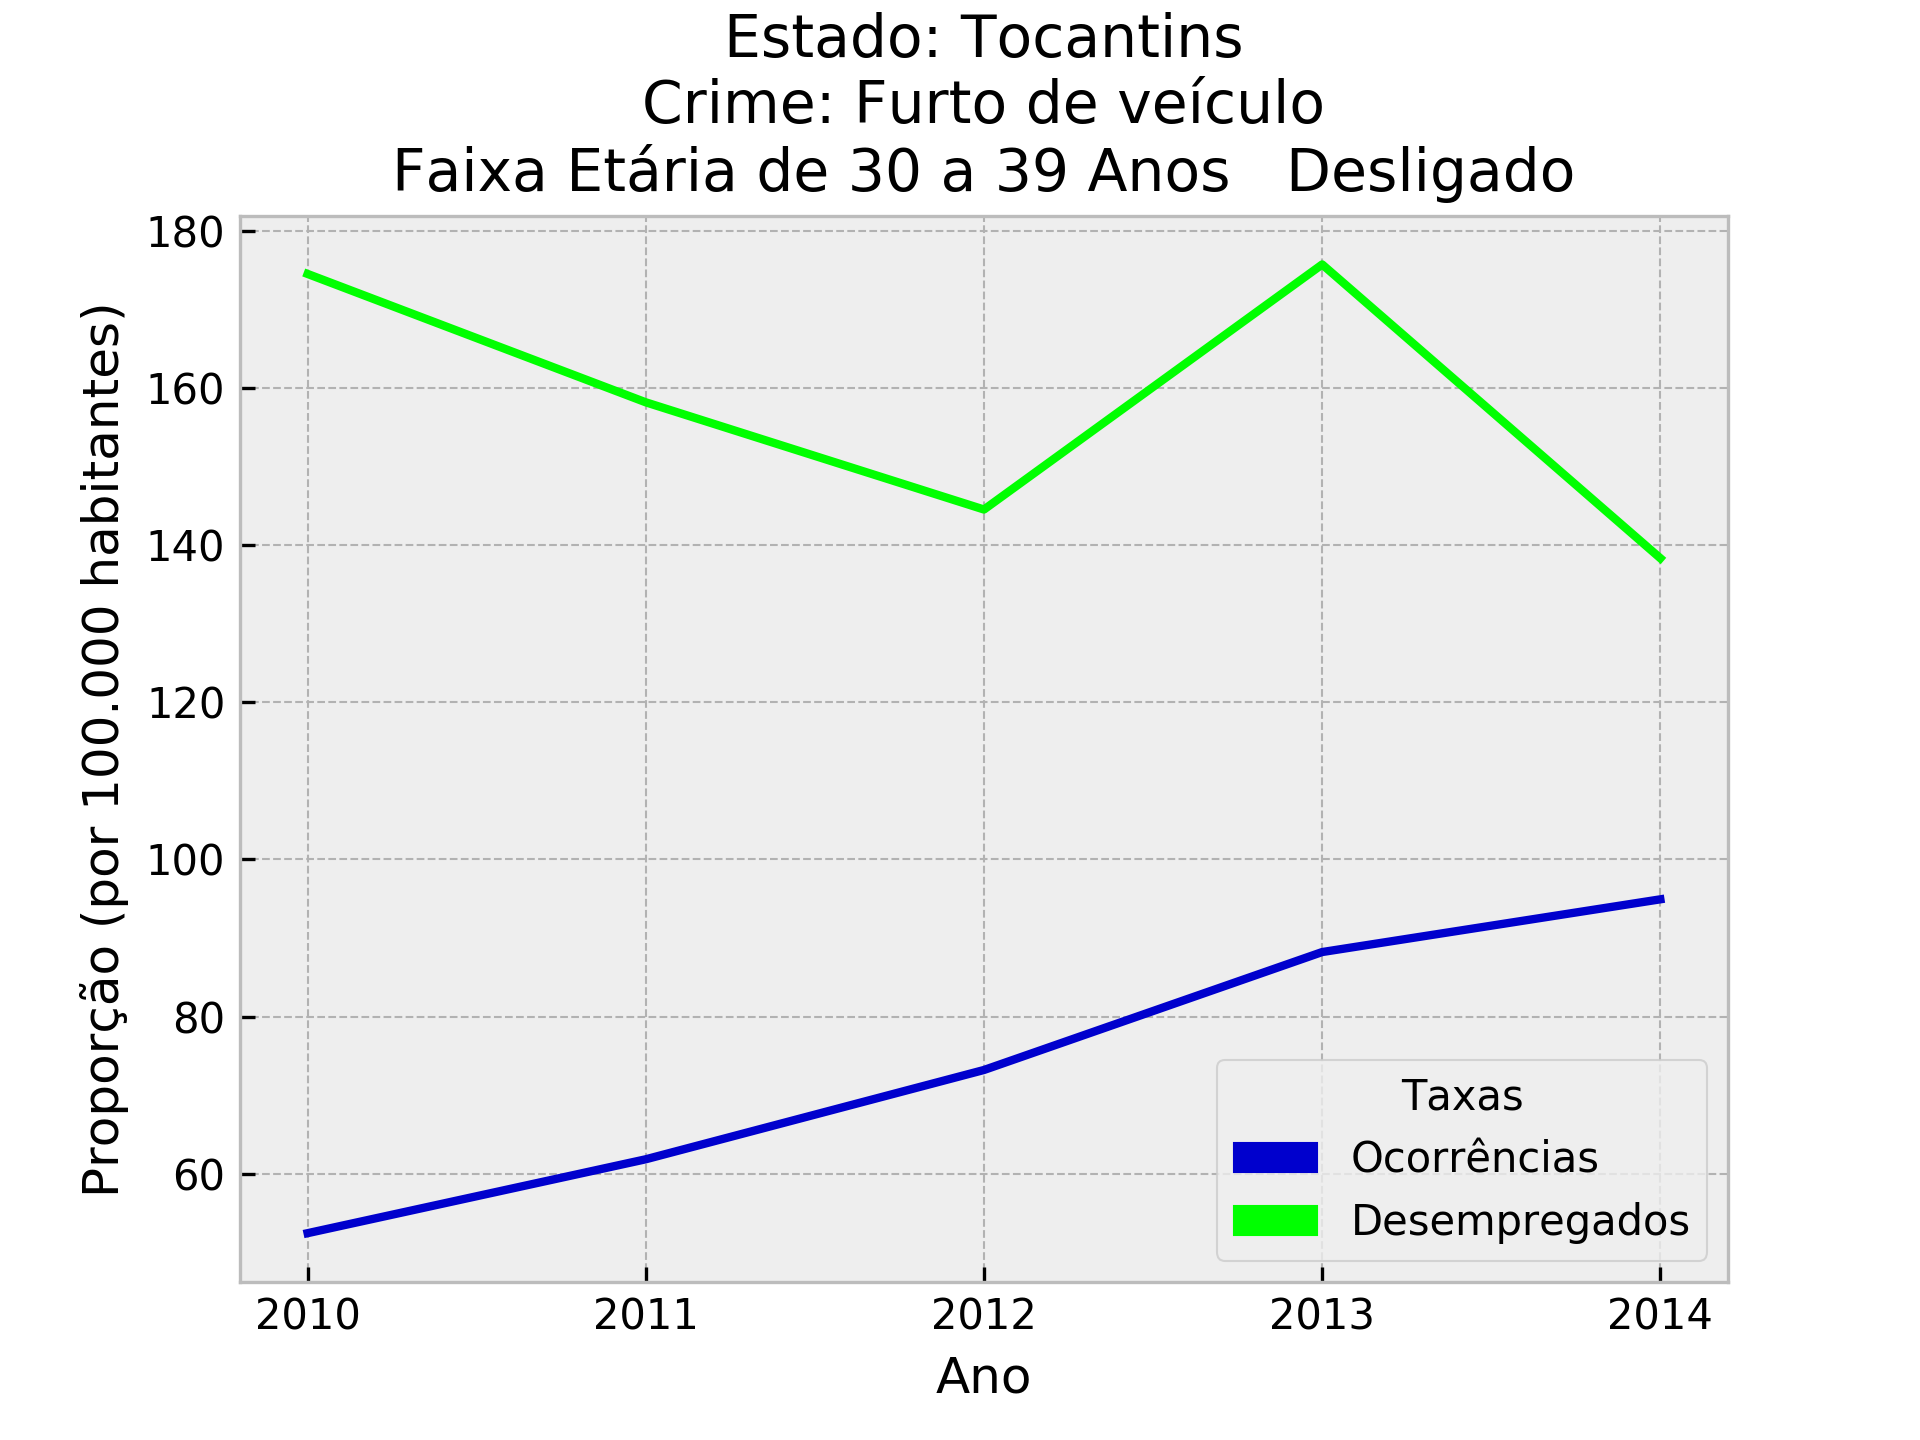 Estado: Tocantins
Crime: Furto de veículo
Faixa Etária de 30 a 39 Anos   Desligado
Proporção (por 100.000 habitantes)
180
160
140
120
100
80
60
Taxas
Ocorrências
Desempregados
2010 2011 2012 2013 2014
Ano